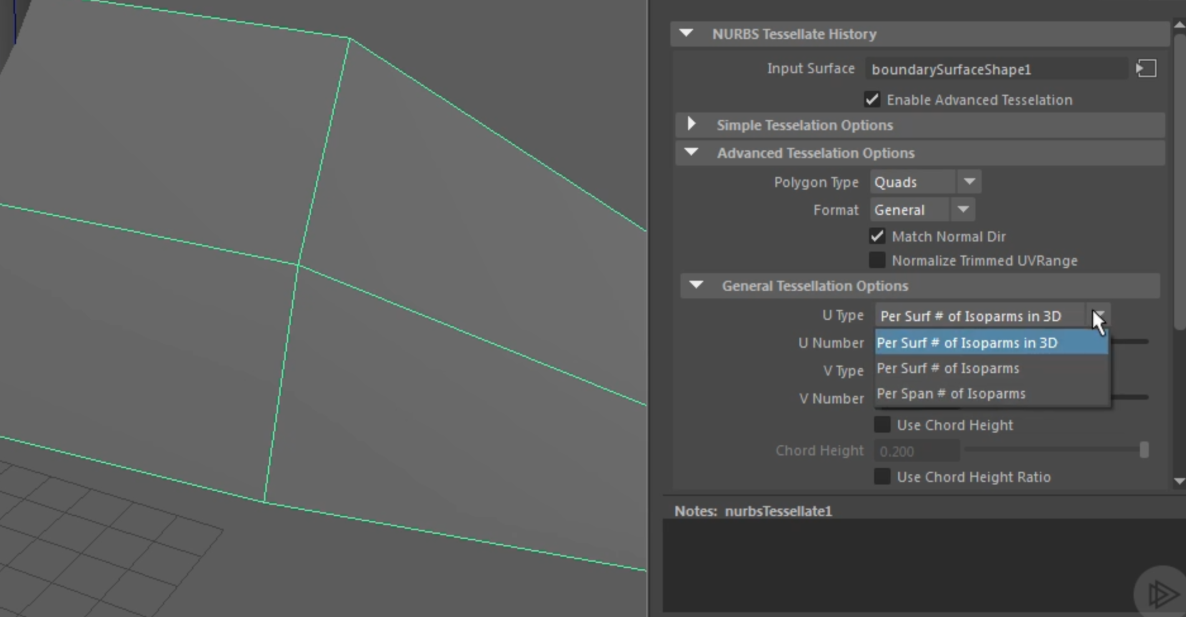 NURBS Tessellate History
Input Surface boundarySurfaceShape1
Enable Advanced Tesselation
Simple Tesselation Options
Advanced Tesselation Options
Polygon Type Quads
Format General
Match Normal Dir
Normalize Trimmed UVRange
General Tessellation Options
U Type Per Surf # of Isoparms in 3D
U Number Per Surf # of Isoparms in 3D
V Type Per Surf # of Isoparms
V Number Per Span # of Isoparms
Use Chord Height
Chord Height 0.200
Use Chord Height Ratio
Notes: nurbsTessellate1